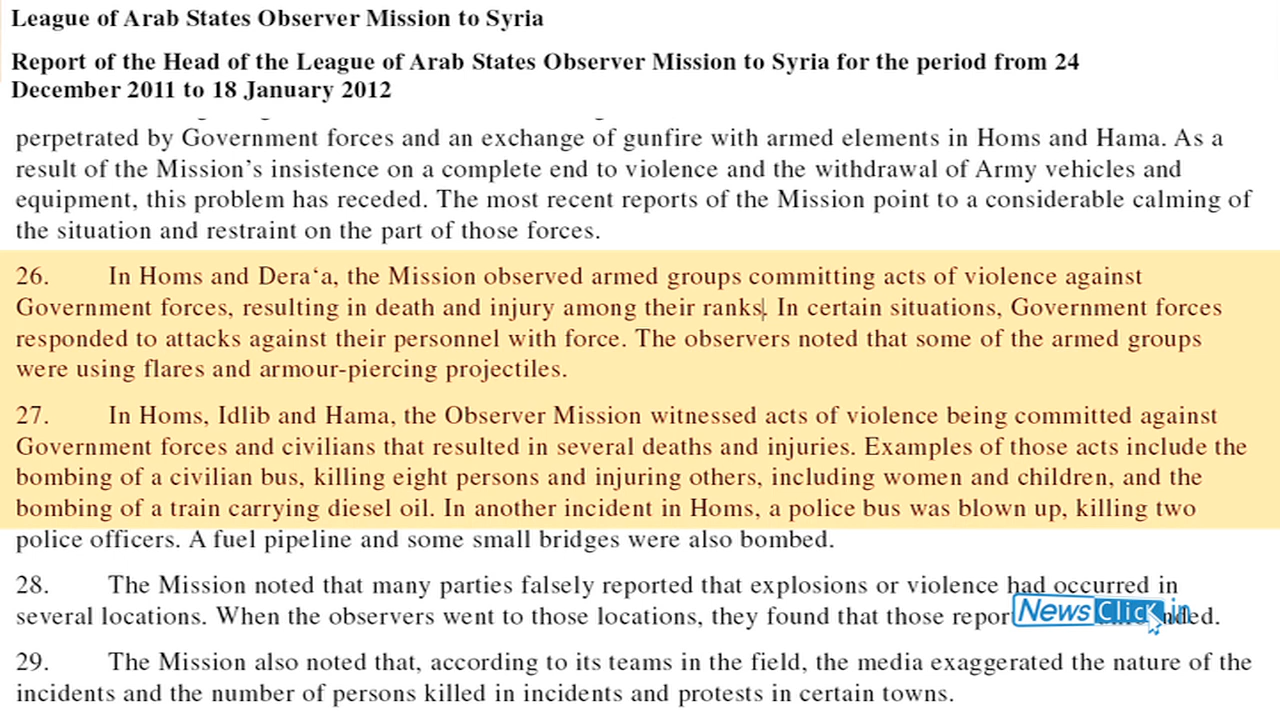 League of Arab States Observer Mission to Syria
Report of the Head of the League of Arab States Observer Mission to Syria for the period from 24
December 2011 to 18 January 2012
perpetrated by Government forces and an exchange of gunfire with armed elements in Homs and Hama. As a
result of the Mission's insistence on a complete end to violence and the withdrawal of Army vehicles and
equipment, this problem has receded. The most recent reports of the Mission point to a considerable calming of
the situation and restraint on the part of those forces.
26. In Homs and Dera‘a, the Mission observed armed groups committing acts of violence against
Government forces, resulting in death and injury among their ranks. In certain situations, Government forces
responded to attacks against their personnel with force. The observers noted that some of the armed groups
were using flares and armour-piercing projectiles.
27. In Homs, Idlib and Hama, the Observer Mission witnessed acts of violence being committed against
Government forces and civilians that resulted in several deaths and injuries. Examples of those acts include the
bombing of a civilian bus, killing eight persons and injuring others, including women and children, and the
bombing of a train carrying diesel oil. In another incident in Homs, a police bus was blown up, killing two
police officers. A fuel pipeline and some small bridges were also bombed.
28. The Mission noted that many parties falsely reported that explosions or violence had occurred in
several locations. When the observers went to those locations, they found that those
NewsClick.in
29. The Mission also noted that, according to its teams in the field, the media exaggerated the nature of the
incidents and the number of persons killed in incidents and protests in certain towns.